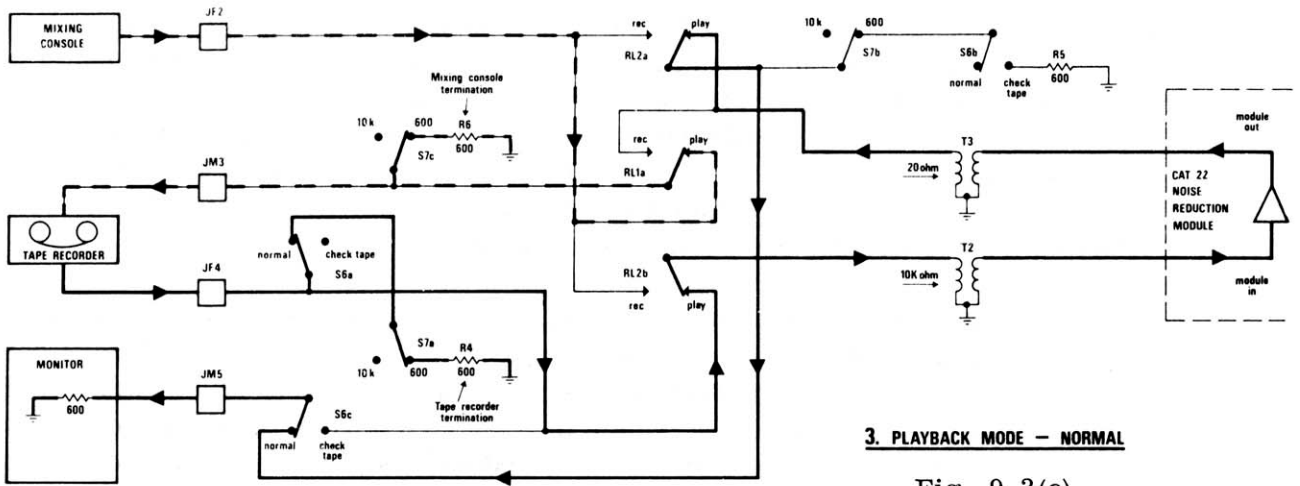 MIXING CONSOLE
JF2
rec
play
RL2a
10k
600
S7b
S6b
normal
check tape
R5
600
Mixing console termination
10k
600
R6
600
S7c
rec
play
RL1a
JM3
TAPE RECORDER
JF4
normal
check tape
S6a
RL2b
rec
play
T3
20 ohm
T2
10K ohm
module out
CAT 22
NOISE
REDUCTION
MODULE
module in
MONITOR
600
JM5
10k
S7a
600
R4
600
Tape recorder termination
S6c
normal
check tape
3. PLAYBACK MODE – NORMAL
Fig. 9.3(c)